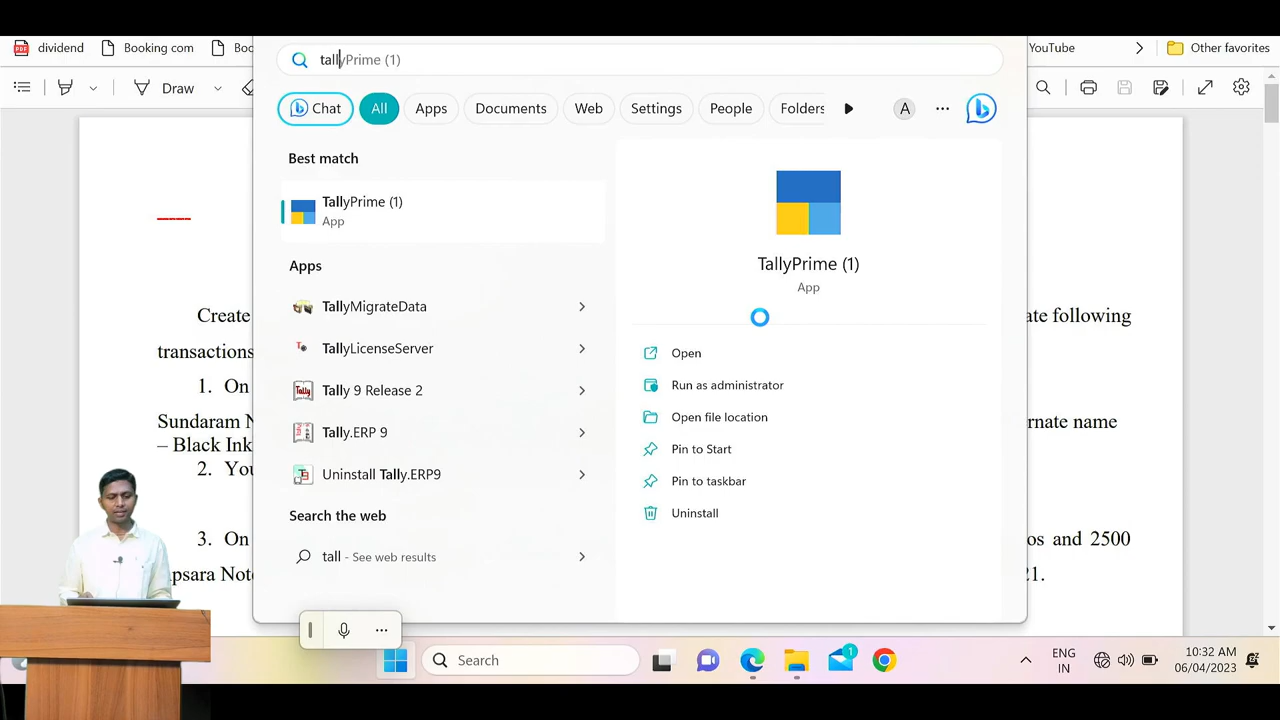 dividend
Booking com
Boo
YouTube
Other favorites
Draw
tallyPrime (1)
Chat
All
Apps
Documents
Web
Settings
People
Folders
A
Best match
TallyPrime (1)
App
Apps
TallyMigrateData
TallyLicenseServer
Tally 9 Release 2
Tally.ERP 9
Uninstall Tally.ERP9
Search the web
tall - See web results
TallyPrime (1)
App
Open
Run as administrator
Open file location
Pin to Start
Pin to taskbar
Uninstall
Create
ate following
transactions
1. On
Sundaram N
rnate name
– Black Ink
2. You
3. On
os and 2500
psara Note
21.
Search
1
ENG
IN
10:32 AM
06/04/2023